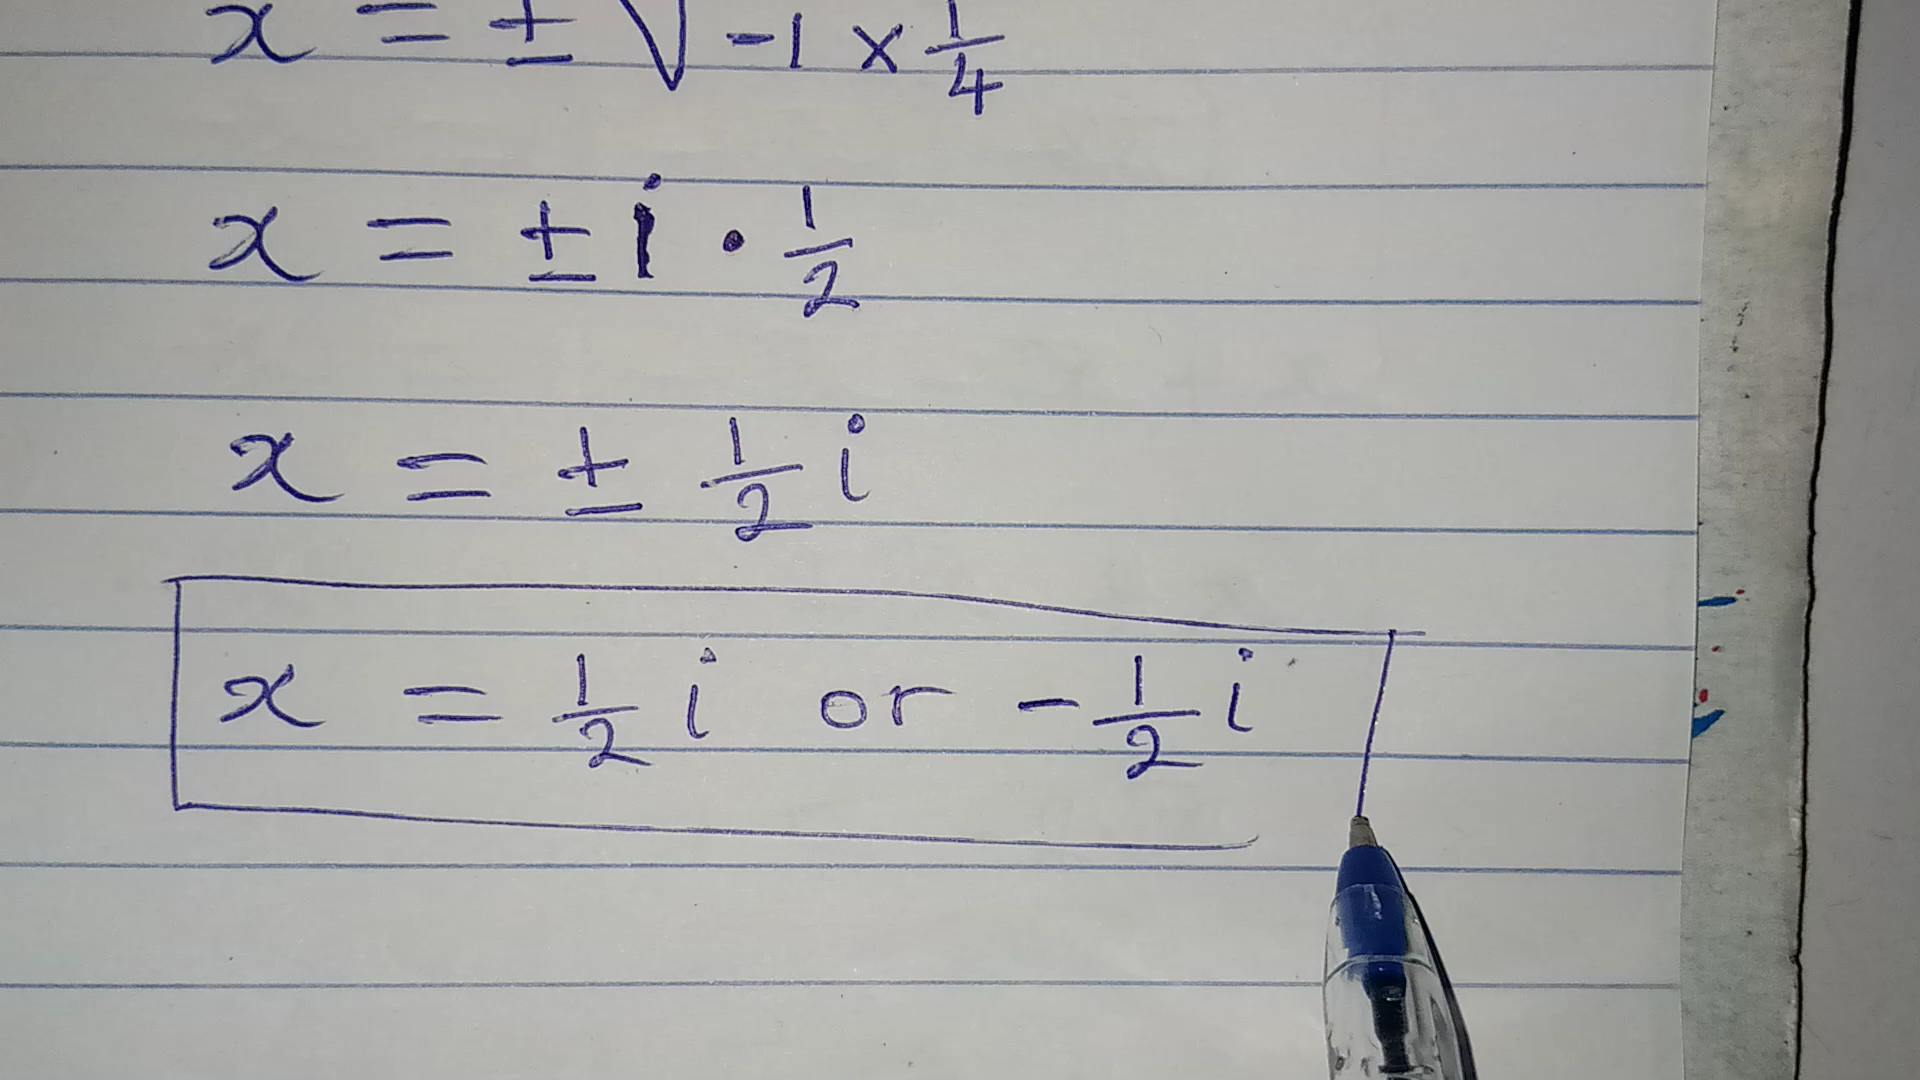 x = ± √ -1 × 1/4
x = ± i · 1/2
x = ± 1/2 i
x = 1/2 i or - 1/2 i